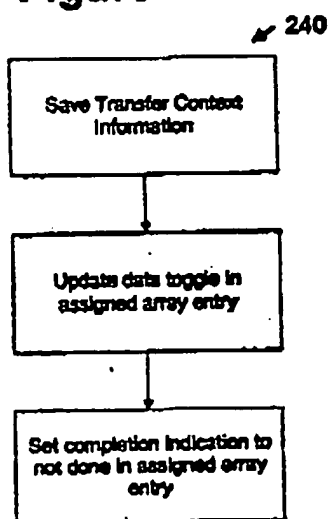 240
Save Transfer Context
Information
Update data toggle in
assigned array entry
Set completion indication to
not done in assigned array
entry